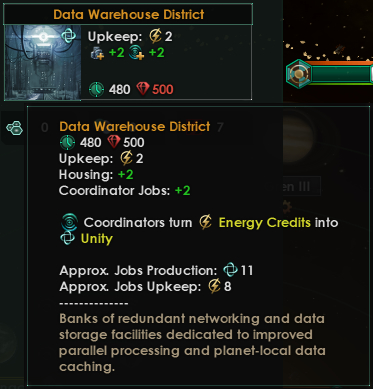 Data Warehouse District
Upkeep: 2
+2 +2
480 500
0 7
Data Warehouse District
480 500
Upkeep: 2
Housing: +2
Coordinator Jobs: +2
Coordinators turn Energy Credits into
Unity
Approx. Jobs Production: 11
Approx. Jobs Upkeep: 8
--------------
Banks of redundant networking and data
storage facilities dedicated to improved
parallel processing and planet-local data
caching.